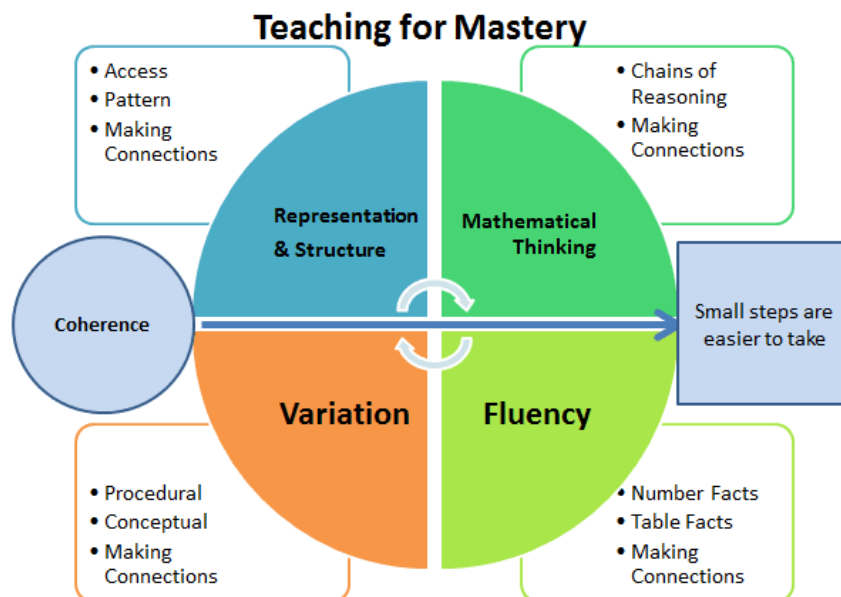 Teaching for Mastery
• Access
• Pattern
• Making
Connections
• Chains of
Reasoning
• Making
Connections
Representation
& Structure
Mathematical
Thinking
Coherence
Small steps are
easier to take
Variation
Fluency
• Procedural
• Conceptual
• Making
Connections
• Number Facts
• Table Facts
• Making
Connections